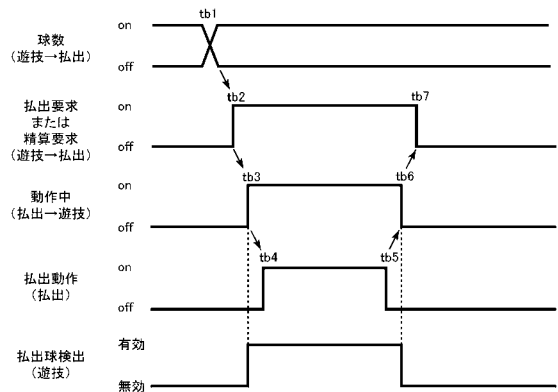 tb1
球数
(遊技→払出)
on
off
tb2
tb7
払出要求
または
精算要求
(遊技→払出)
on
off
tb3
tb6
動作中
(払出→遊技)
on
off
tb4
tb5
払出動作
(払出)
on
off
払出球検出
(遊技)
有効
無効